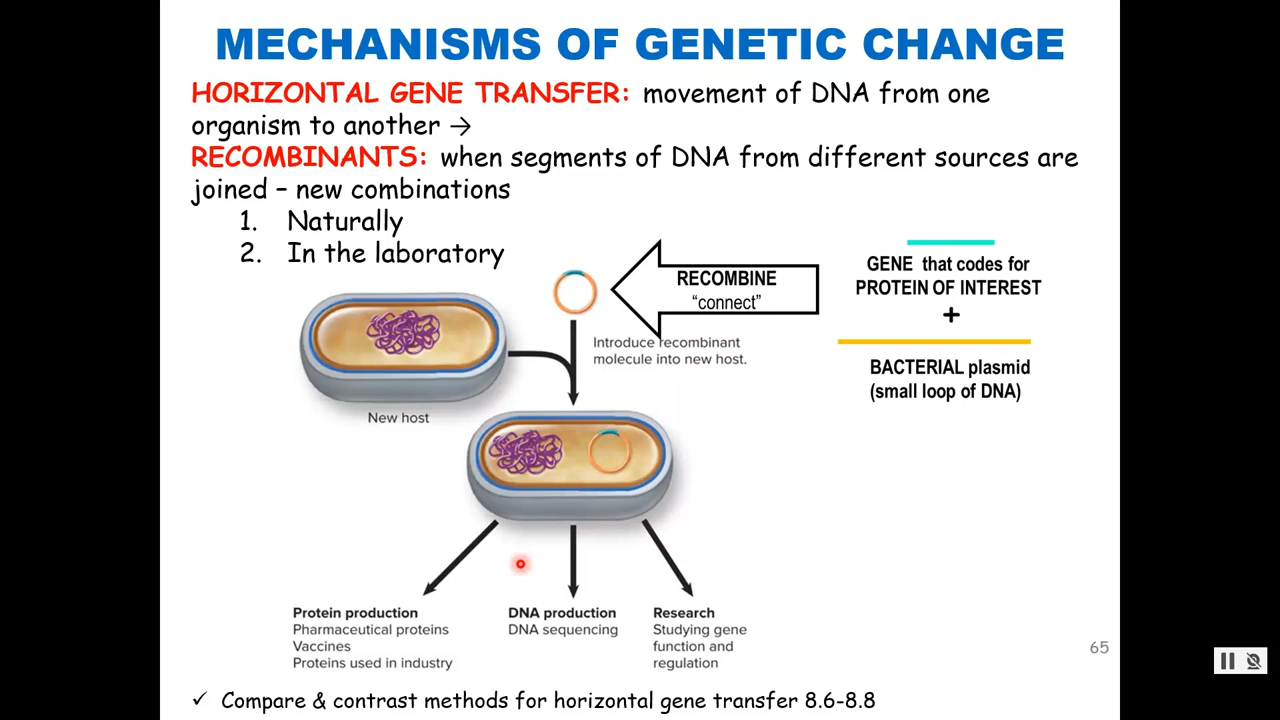 MECHANISMS OF GENETIC CHANGE
HORIZONTAL GENE TRANSFER: movement of DNA from one
organism to another →
RECOMBINANTS: when segments of DNA from different sources are
joined – new combinations
1. Naturally
2. In the laboratory
RECOMBINE
“connect”
GENE that codes for
PROTEIN OF INTEREST
+
BACTERIAL plasmid
(small loop of DNA)
Introduce recombinant
molecule into new host.
New host
Protein production
Pharmaceutical proteins
Vaccines
Proteins used in industry
DNA production
DNA sequencing
Research
Studying gene
function and
regulation
65
✓ Compare & contrast methods for horizontal gene transfer 8.6-8.8